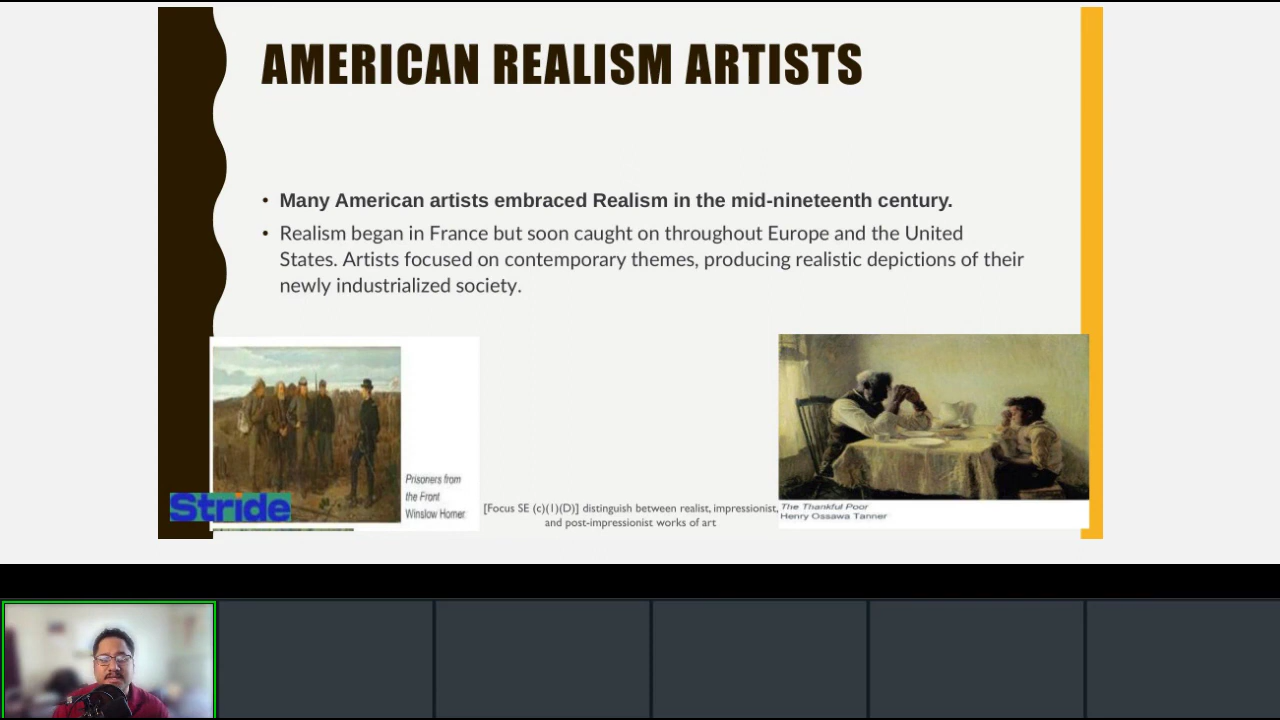 AMERICAN REALISM ARTISTS
• Many American artists embraced Realism in the mid-nineteenth century.
• Realism began in France but soon caught on throughout Europe and the United
States. Artists focused on contemporary themes, producing realistic depictions of their
newly industrialized society.
Prisoners from
the Front
Winslow Homer
Stride
[Focus SE (c)(1)(D)] distinguish between realist, impressionist,
and post-impressionist works of art
The Thankful Poor
Henry Ossawa Tanner